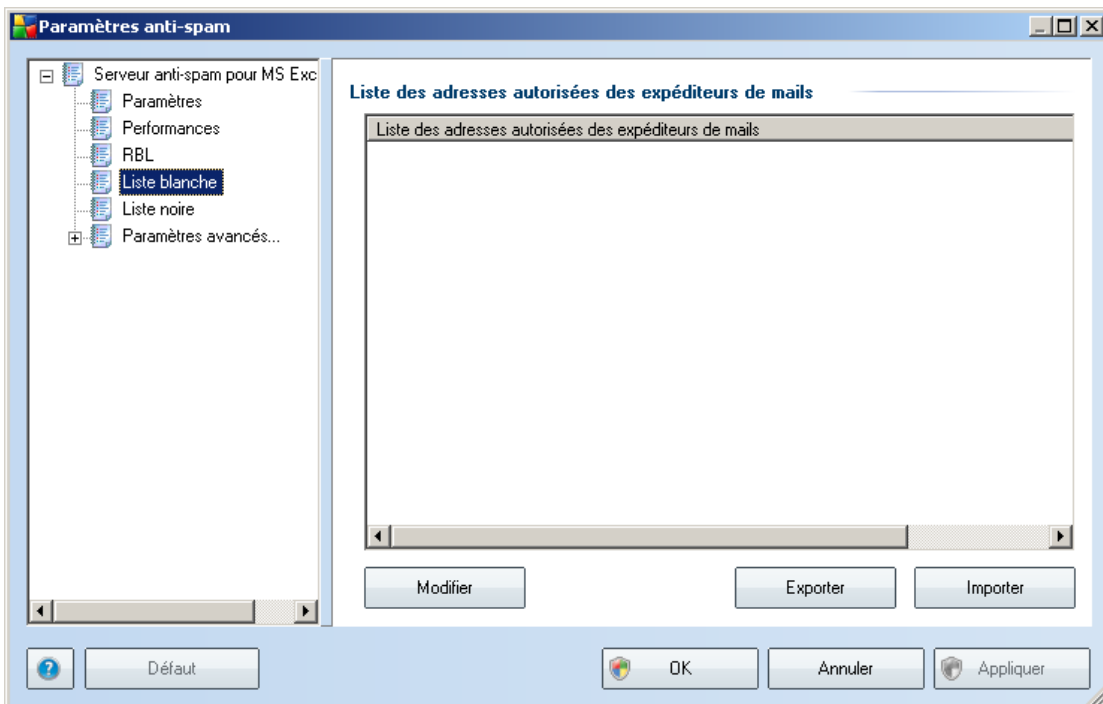 Paramètres anti-spam
Serveur anti-spam pour MS Exc
Paramètres
Performances
RBL
Liste blanche
Liste noire
Paramètres avancés...
Liste des adresses autorisées des expéditeurs de mails
Liste des adresses autorisées des expéditeurs de mails
Modifier
Exporter
Importer
Défaut
OK
Annuler
Appliquer